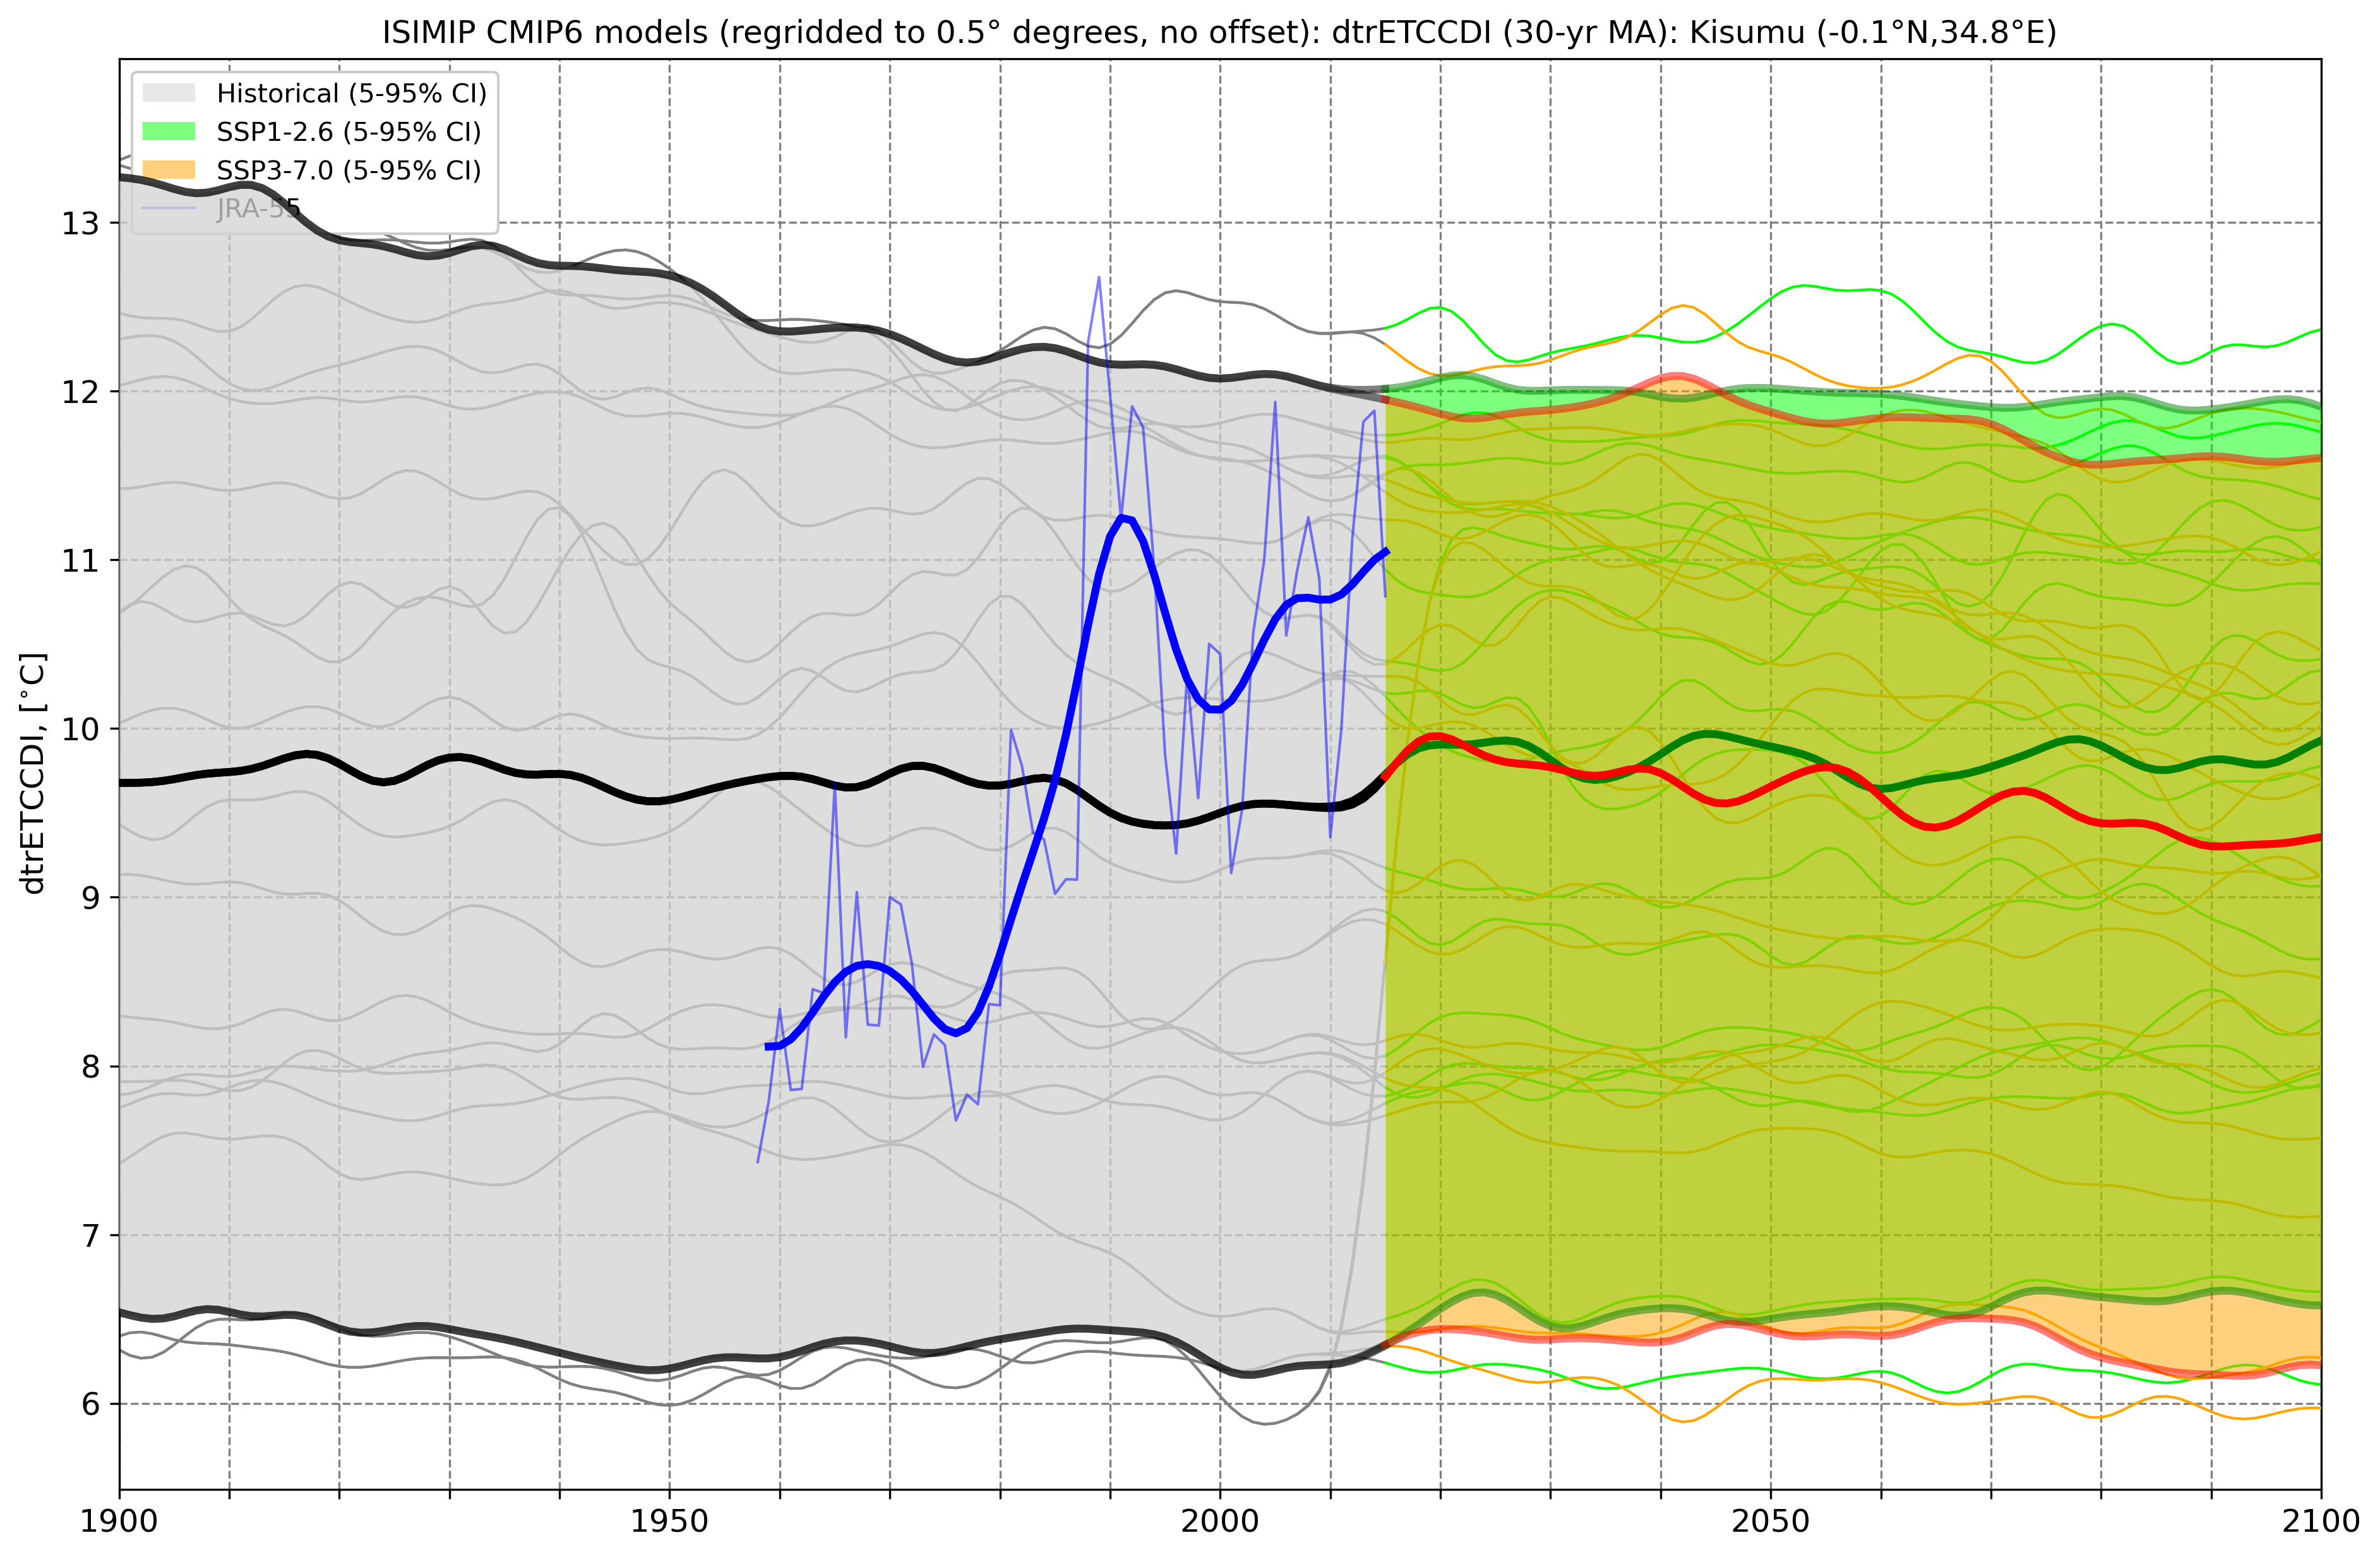 ISIMIP CMIP6 models (regridded to 0.5° degrees, no offset): dtrETCCDI (30-yr MA): Kisumu (-0.1°N,34.8°E)
Historical (5-95% CI)
SSP1-2.6 (5-95% CI)
SSP3-7.0 (5-95% CI)
JRA-55
13
12
11
10
9
8
7
6
dtrETCCDI, [°C]
1900
1950
2000
2050
2100